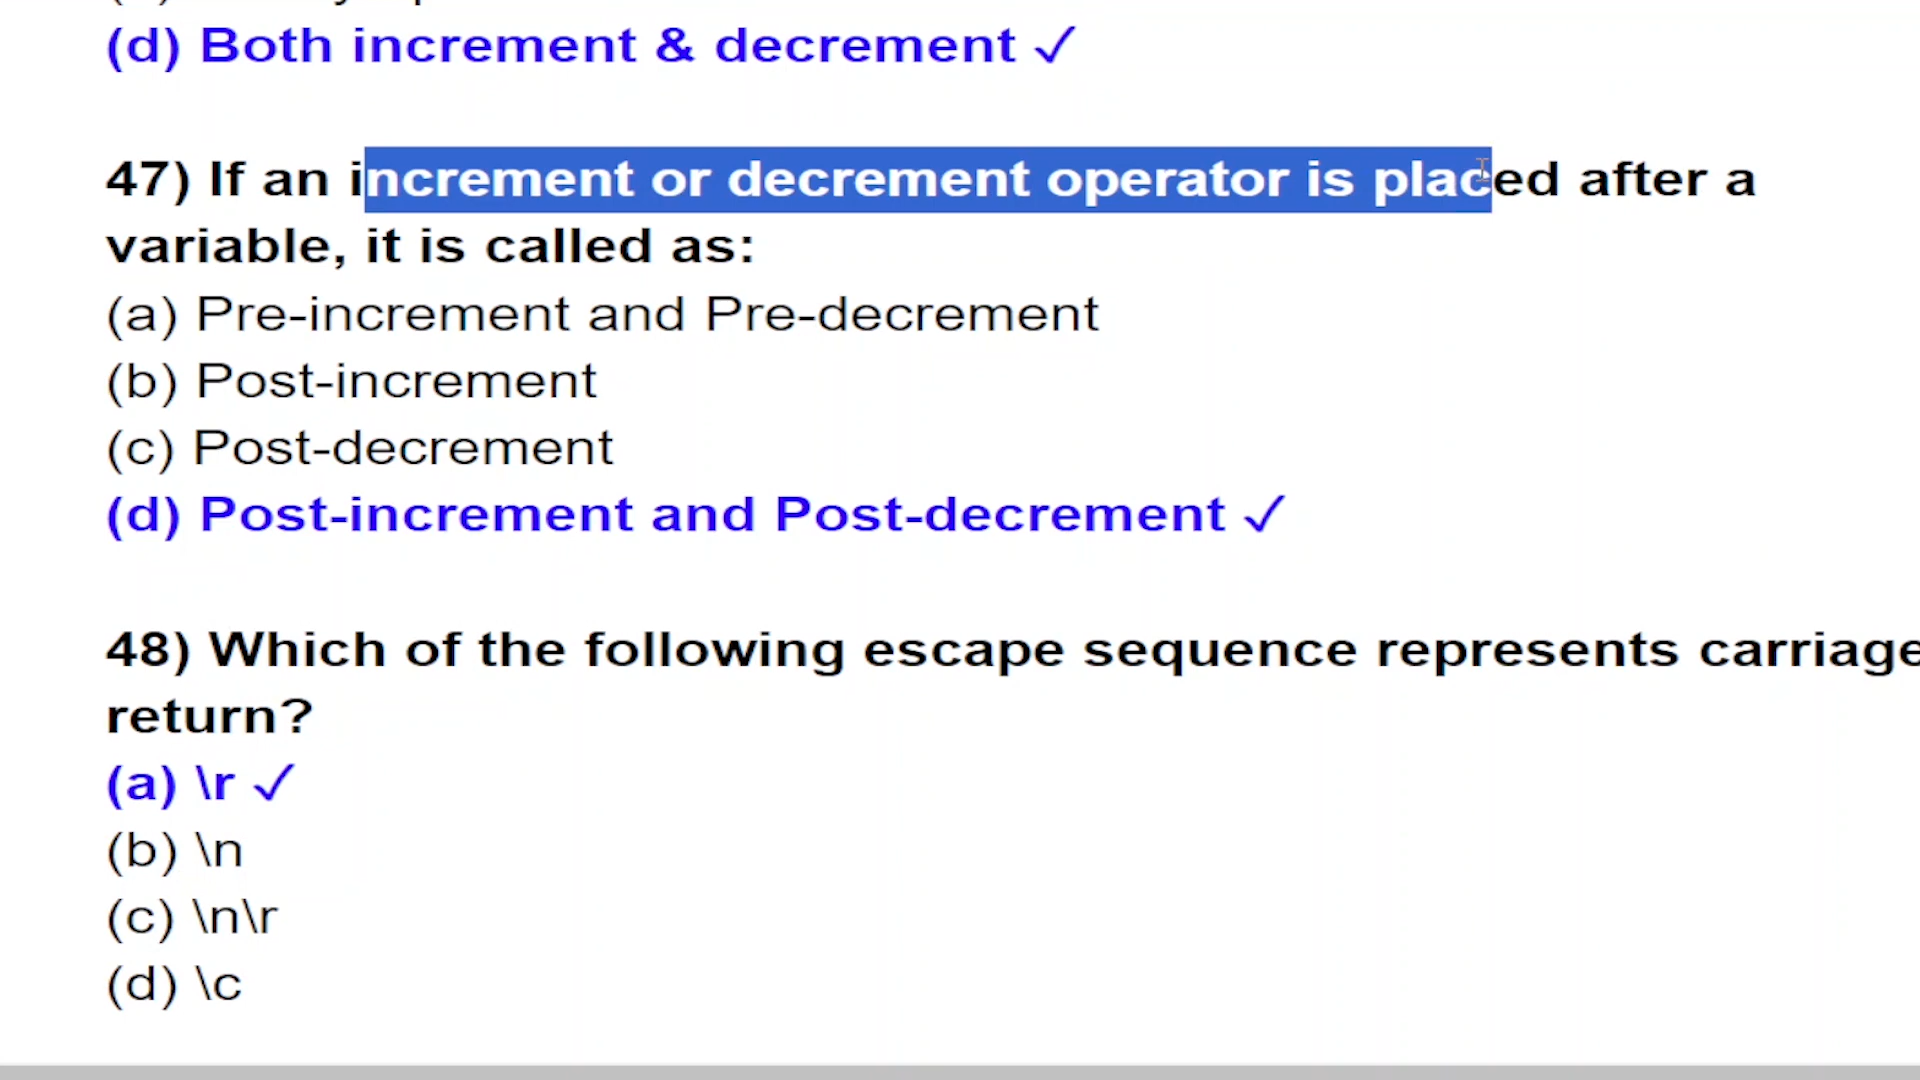 (d) Both increment & decrement ✓
47) If an increment or decrement operator is placed after a
variable, it is called as:
(a) Pre-increment and Pre-decrement
(b) Post-increment
(c) Post-decrement
(d) Post-increment and Post-decrement ✓
48) Which of the following escape sequence represents carriage
return?
(a) \r ✓
(b) \n
(c) \n\r
(d) \c